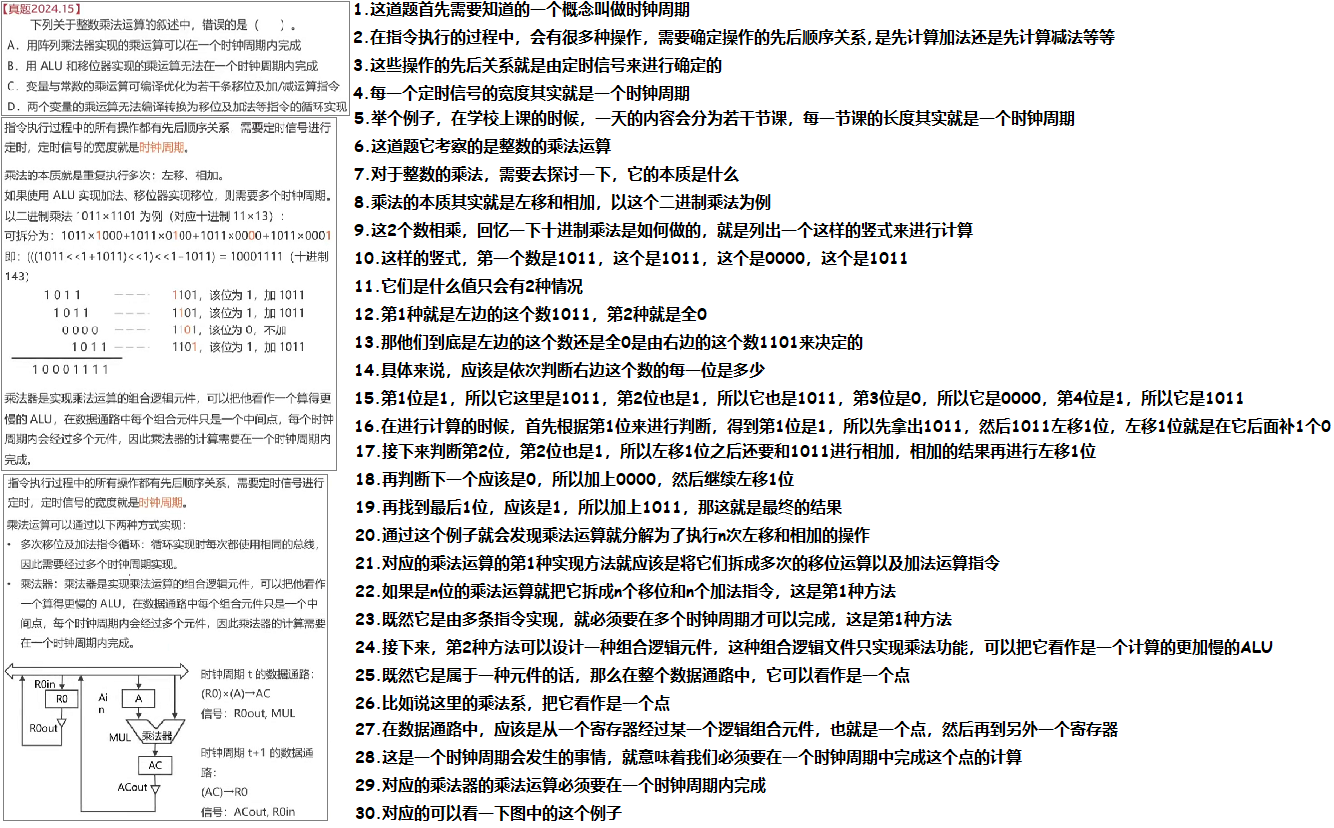 【真题2024.15】
下列关于整数乘法运算的叙述中，错误的是（ ）。
A．用阵列乘法器实现的乘运算可以在一个时钟周期内完成
B．用 ALU 和移位器实现的乘运算无法在一个时钟周期内完成
C．变量与常数的乘运算可编译优化为若干条移位及加/减运算指令
D．两个变量的乘运算无法编译转换为移位及加法等指令的循环实现
指令执行过程中的所有操作都有先后顺序关系 需要定时信号进行
定时，定时信号的宽度就是时钟周期。
乘法的本质就是重复执行多次：左移、相加。
如果使用 ALU 实现加法、移位器实现移位，则需要多个时钟周期。
以二进制乘法 1011×1101 为例（对应十进制 11×13）：
可拆分为：1011×1000+1011×0100+1011×0000+1011×0001
即：(((1011<<1+1011)<<1)<<1+1011) = 10001111（十进制
143）
1 0 1 1 ---- 1101，该位为 1，加 1011
1 0 1 1 ---- 1101，该位为 1，加 1011
0 0 0 0 ---- 1101，该位为 0，不加
1 0 1 1 ---- 1101，该位为 1，加 1011
1 0 0 0 1 1 1 1
乘法器是实现乘法运算的组合逻辑元件，可以把他看作一个算得更
慢的 ALU，在数据通路中每个组合元件只是一个中间点，每个时钟
周期内会经过多个元件，因此乘法器的计算需要在一个时钟周期内
完成。
指令执行过程中的所有操作都有先后顺序关系，需要定时信号进行
定时，定时信号的宽度就是时钟周期。
乘法运算可以通过以下两种方式实现：
• 多次移位及加法指令循环：循环实现时每次都使用相同的总线，
因此需要经过多个时钟周期实现。
• 乘法器：乘法器是实现乘法运算的组合逻辑元件，可以把他看作
一个算得更慢的 ALU，在数据通路中每个组合元件只是一个中
间点，每个时钟周期内会经过多个元件，因此乘法器的计算需要
在一个时钟周期内完成。
R0in
R0
R0out
Ai
n
A
MUL
乘法器
AC
ACout
时钟周期 t 的数据通路：
(R0)×(A)→AC
信号：R0out, MUL
时钟周期 t+1 的数据通
路：
(AC)→R0
信号：ACout, R0in
1.这道题首先需要知道的一个概念叫做时钟周期
2.在指令执行的过程中，会有很多种操作，需要确定操作的先后顺序关系,是先计算加法还是先计算减法等等
3.这些操作的先后关系就是由定时信号来进行确定的
4.每一个定时信号的宽度其实就是一个时钟周期
5.举个例子，在学校上课的时候，一天的内容会分为若干节课，每一节课的长度其实就是一个时钟周期
6.这道题它考察的是整数的乘法运算
7.对于整数的乘法，需要去探讨一下，它的本质是什么
8.乘法的本质其实就是左移和相加，以这个二进制乘法为例
9.这2个数相乘，回忆一下十进制乘法是如何做的，就是列出一个这样的竖式来进行计算
10.这样的竖式，第一个数是1011，这个是1011，这个是0000，这个是1011
11.它们是什么值只会有2种情况
12.第1种就是左边的这个数1011，第2种就是全0
13.那他们到底是左边的这个数还是全0是由右边的这个数1101来决定的
14.具体来说，应该是依次判断右边这个数的每一位是多少
15.第1位是1，所以它这里是1011，第2位也是1，所以它也是1011，第3位是0，所以它是0000，第4位是1，所以它是1011
16.在进行计算的时候，首先根据第1位来进行判断，得到第1位是1，所以先拿出1011，然后1011左移1位，左移1位就是在它后面补1个0
17.接下来判断第2位，第2位也是1，所以左移1位之后还要和1011进行相加，相加的结果再进行左移1位
18.再判断下一个应该是0，所以加上0000，然后继续左移1位
19.再找到最后1位，应该是1，所以加上1011，那这就是最终的结果
20.通过这个例子就会发现乘法运算就分解为了执行n次左移和相加的操作
21.对应的乘法运算的第1种实现方法就应该是将它们拆成多次的移位运算以及加法运算指令
22.如果是n位的乘法运算就把它拆成n个移位和n个加法指令，这是第1种方法
23.既然它是由多条指令实现，就必须要在多个时钟周期才可以完成，这是第1种方法
24.接下来，第2种方法可以设计一种组合逻辑元件，这种组合逻辑文件只实现乘法功能，可以把它看作是一个计算的更加慢的ALU
25.既然它是属于一种元件的话，那么在整个数据通路中，它可以看作是一个点
26.比如说这里的乘法系，把它看作是一个点
27.在数据通路中，应该是从一个寄存器经过某一个逻辑组合元件，也就是一个点，然后再到另外一个寄存器
28.这是一个时钟周期会发生的事情，就意味着我们必须要在一个时钟周期中完成这个点的计算
29.对应的乘法器的乘法运算必须要在一个时钟周期内完成
30.对应的可以看一下图中的这个例子